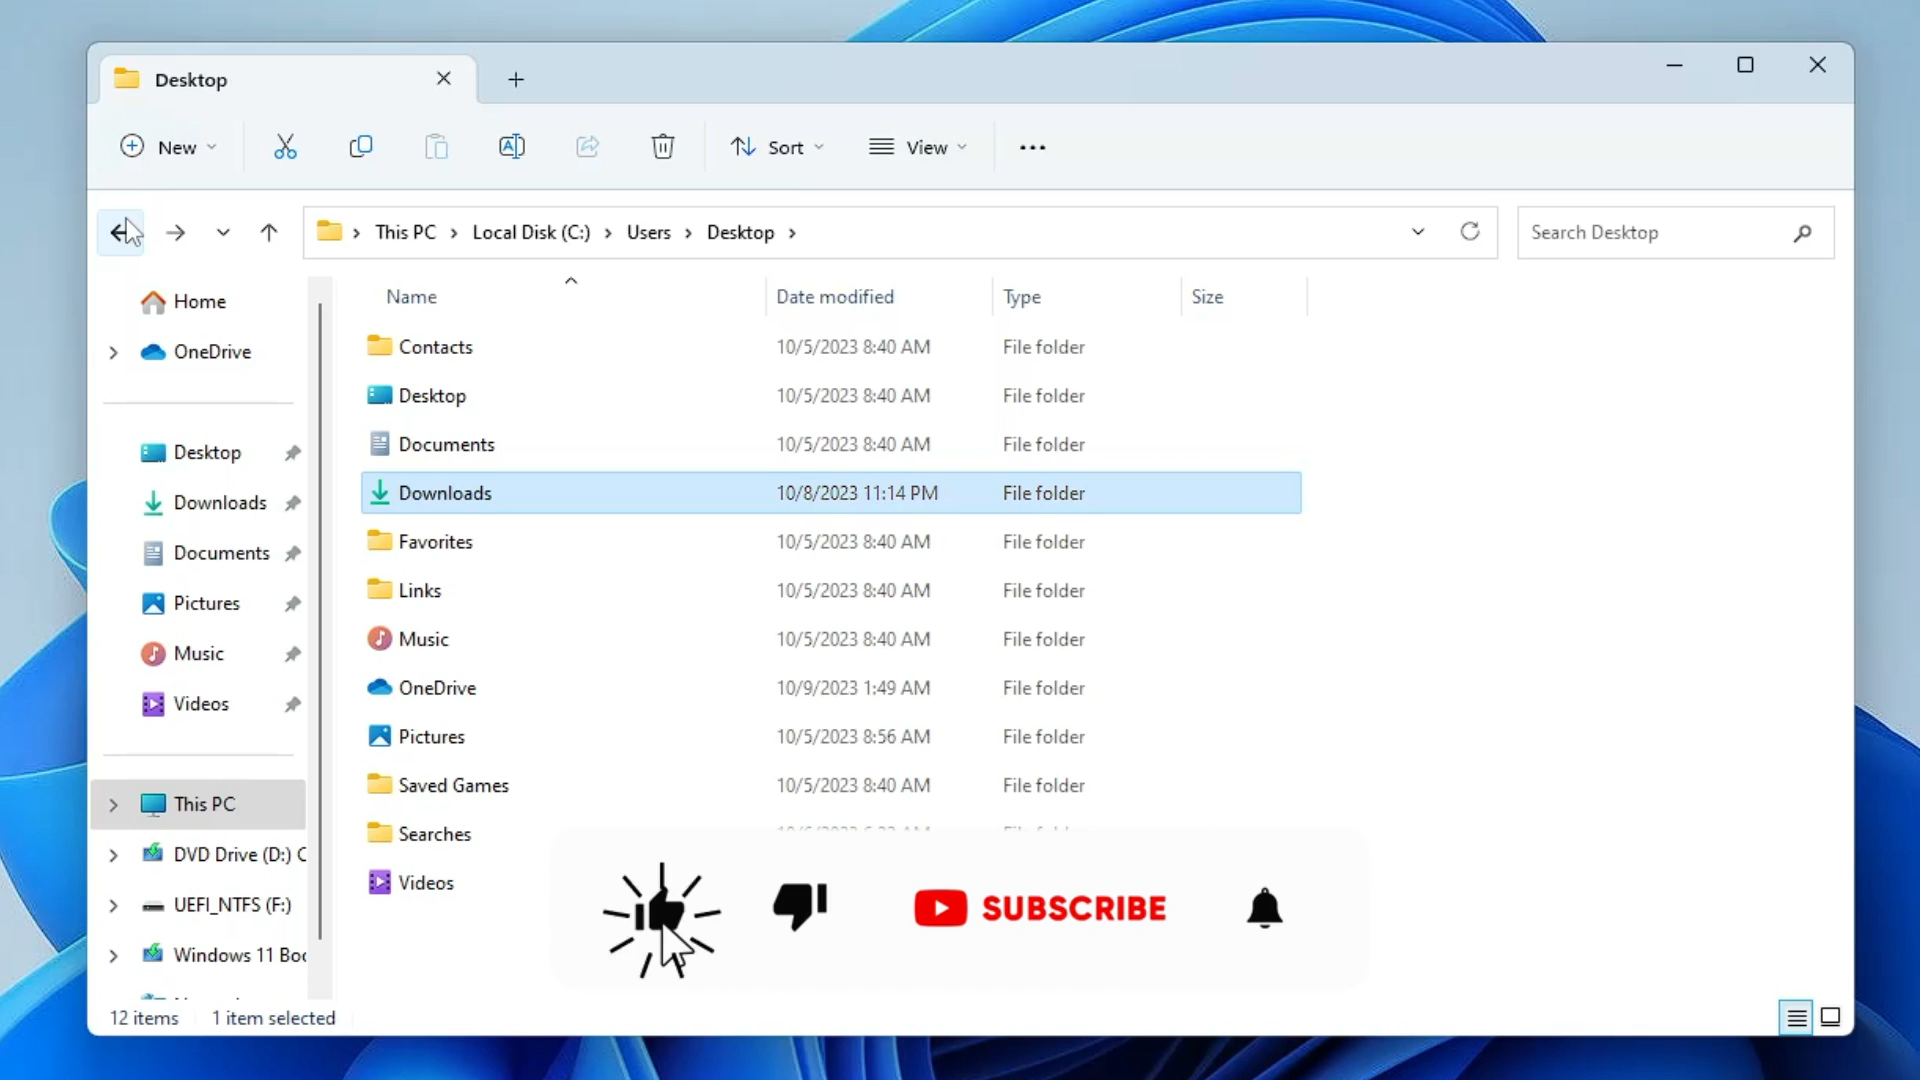 Desktop
New
Sort
View
This PC > Local Disk (C:) > Users > Desktop >
Search Desktop
Home
OneDrive
Desktop
Downloads
Documents
Pictures
Music
Videos
This PC
DVD Drive (D:) C
UEFI_NTFS (F:)
Windows 11 Boo
Name Date modified Type Size
Contacts 10/5/2023 8:40 AM File folder
Desktop 10/5/2023 8:40 AM File folder
Documents 10/5/2023 8:40 AM File folder
Downloads 10/8/2023 11:14 PM File folder
Favorites 10/5/2023 8:40 AM File folder
Links 10/5/2023 8:40 AM File folder
Music 10/5/2023 8:40 AM File folder
OneDrive 10/9/2023 1:49 AM File folder
Pictures 10/5/2023 8:56 AM File folder
Saved Games 10/5/2023 8:40 AM File folder
Searches
Videos
SUBSCRIBE
12 items 1 item selected